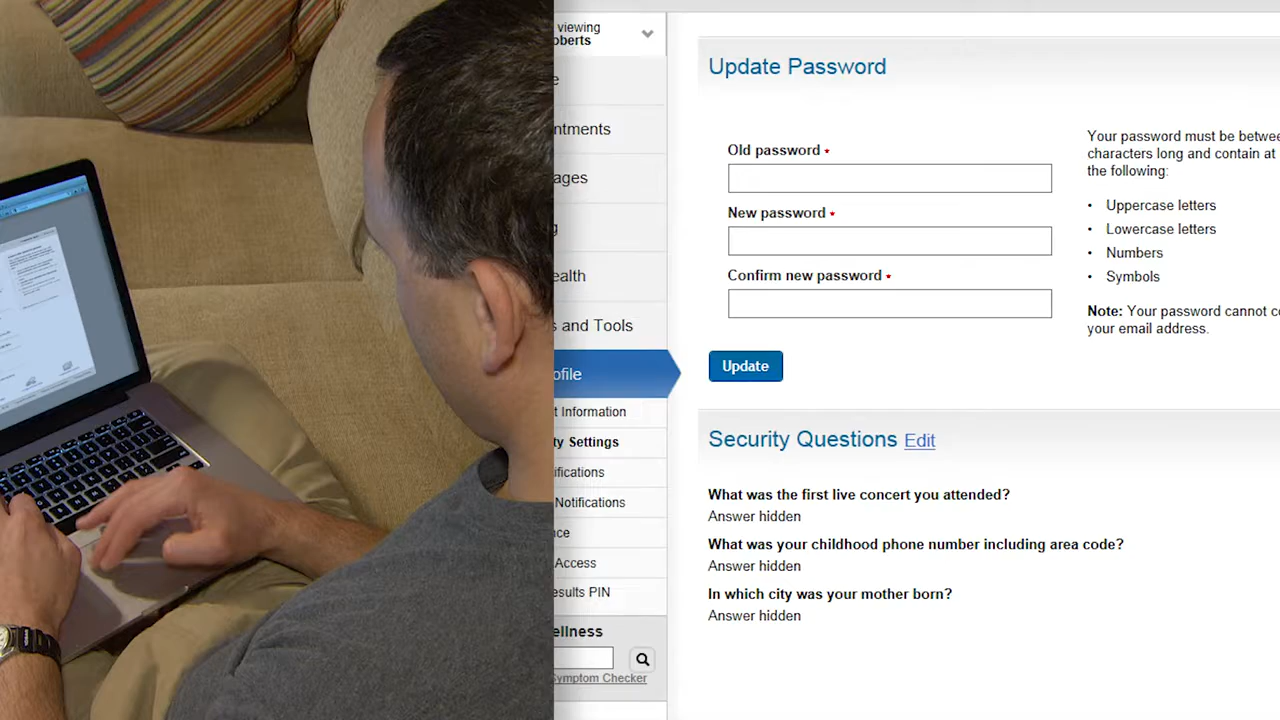 viewing
oberts
ntments
ages
ealth
s and Tools
ofile
t Information
ty Settings
ifications
Notifications
nce
Access
esults PIN
ellness
Symptom Checker
Update Password
Old password *
New password *
Confirm new password *
Update
Your password must be betwee
characters long and contain at
the following:
• Uppercase letters
• Lowercase letters
• Numbers
• Symbols
Note: Your password cannot co
your email address.
Security Questions Edit
What was the first live concert you attended?
Answer hidden
What was your childhood phone number including area code?
Answer hidden
In which city was your mother born?
Answer hidden